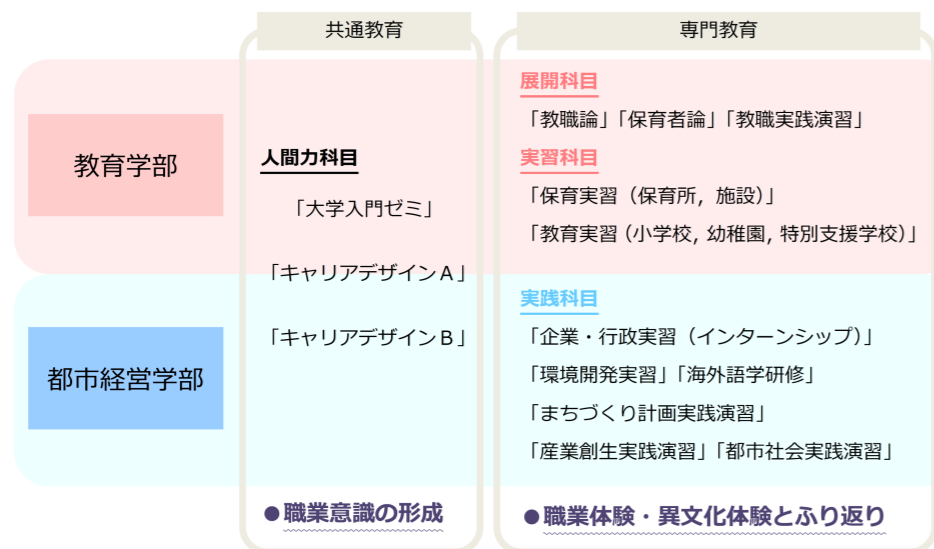 共通教育
専門教育
教育学部
人間力科目
「大学入門ゼミ」
「キャリアデザインA」
「キャリアデザインB」
展開科目
「教職論」「保育者論」「教職実践演習」
実習科目
「保育実習（保育所，施設）」
「教育実習（小学校，幼稚園，特別支援学校）」
都市経営学部
実践科目
「企業・行政実習（インターンシップ）」
「環境開発実習」「海外語学研修」
「まちづくり計画実践演習」
「産業創生実践演習」「都市社会実践演習」
●職業意識の形成
●職業体験・異文化体験とふり返り